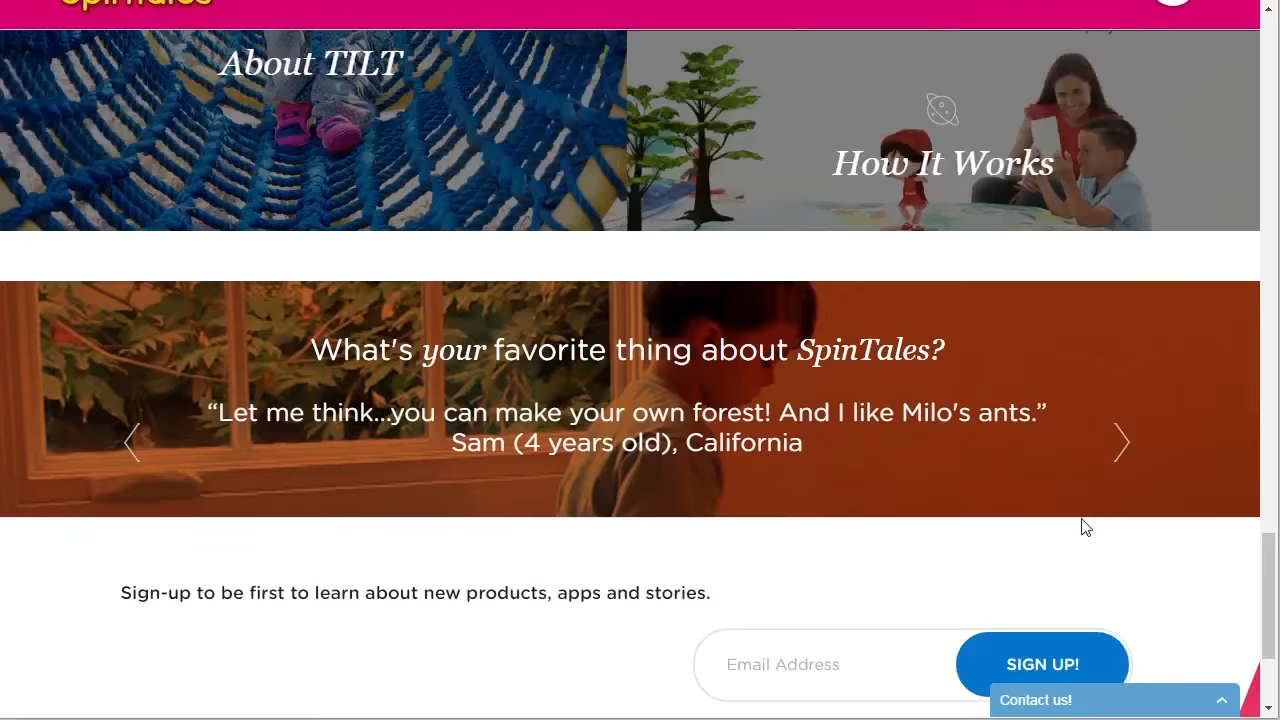 SpinTales
About TILT
How It Works
What's your favorite thing about SpinTales?
“Let me think...you can make your own forest! And I like Milo's ants.”
Sam (4 years old), California
Sign-up to be first to learn about new products, apps and stories.
Email Address
SIGN UP!
Contact us!